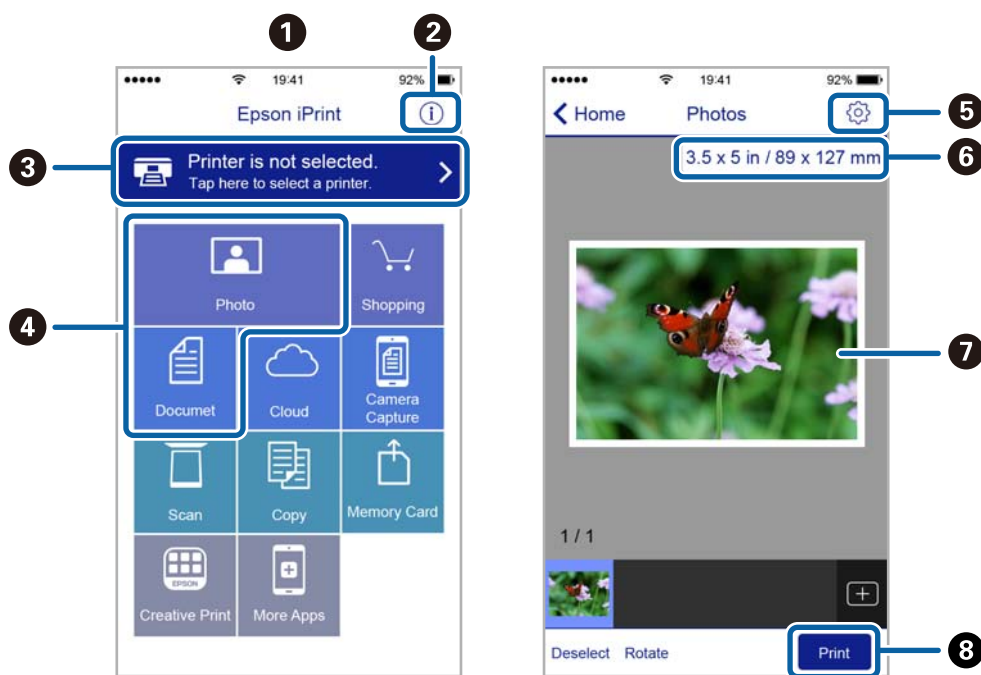 1
2
19:41
92%
Epson iPrint
i
3
Printer is not selected.
Tap here to select a printer.
4
Photo
Shopping
Documet
Cloud
Camera
Capture
Scan
Copy
Memory Card
EPSON
Creative Print
More Apps
19:41
92%
Home
Photos
5
3.5 x 5 in / 89 x 127 mm
6
7
1 / 1
Deselect
Rotate
Print
8